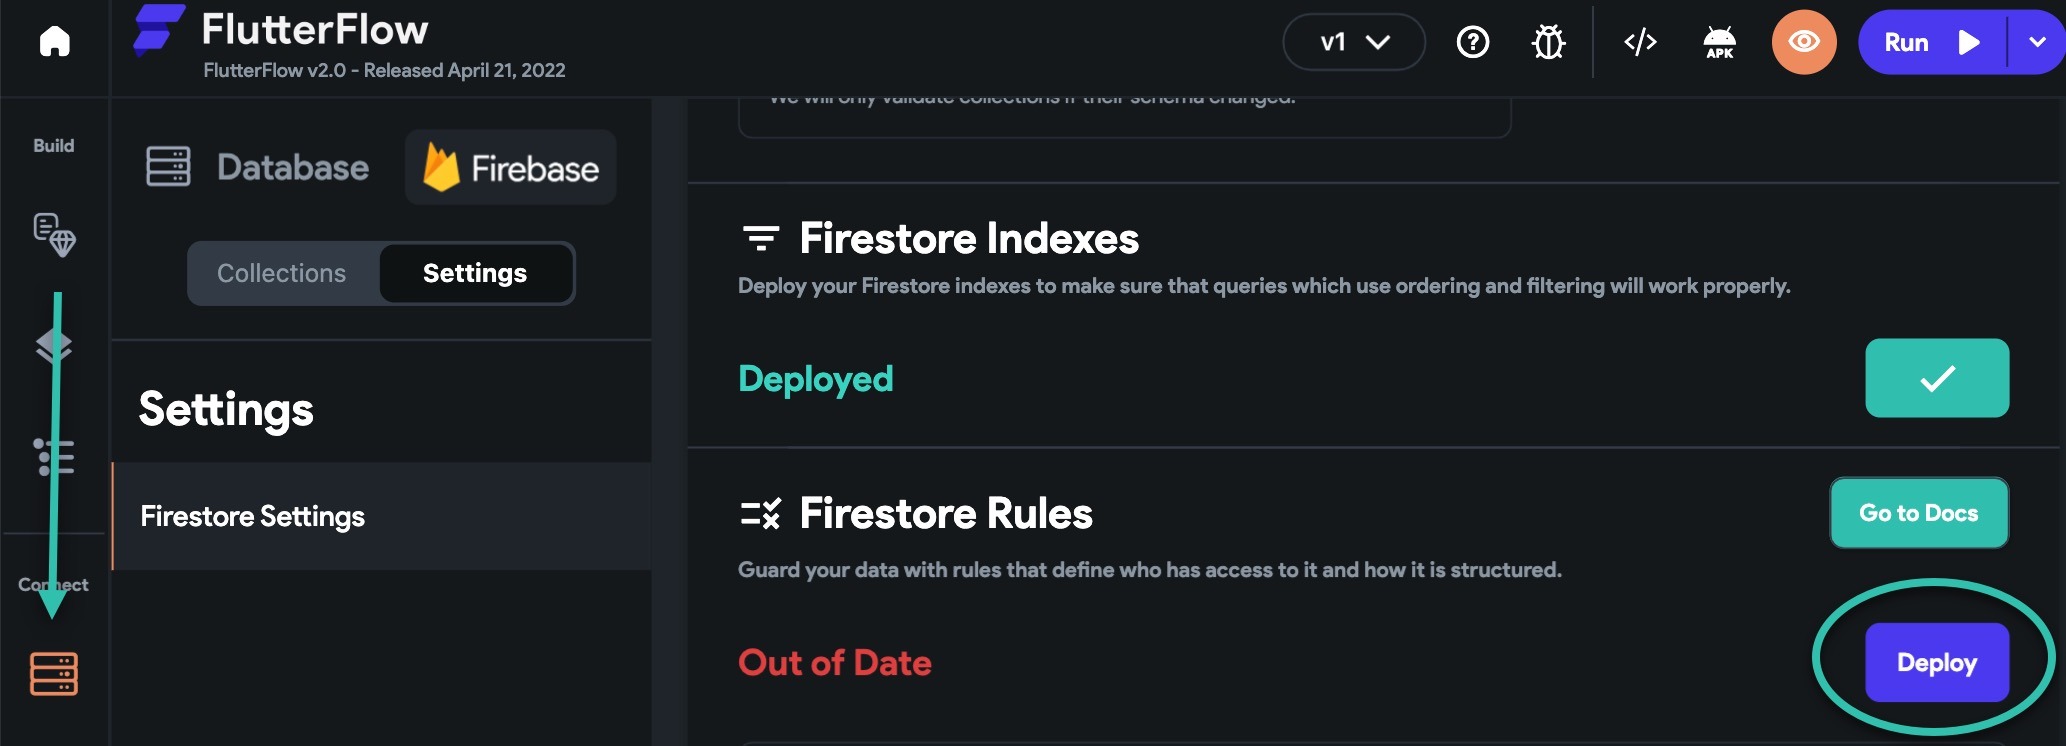 FlutterFlow
FlutterFlow v2.0 - Released April 21, 2022
v1
APK
Run
Build
Database
Firebase
Collections
Settings
Settings
Firestore Settings
Connect
We will only validate collections if their schema changed.
Firestore Indexes
Deploy your Firestore indexes to make sure that queries which use ordering and filtering will work properly.
Deployed
Firestore Rules
Go to Docs
Guard your data with rules that define who has access to it and how it is structured.
Out of Date
Deploy